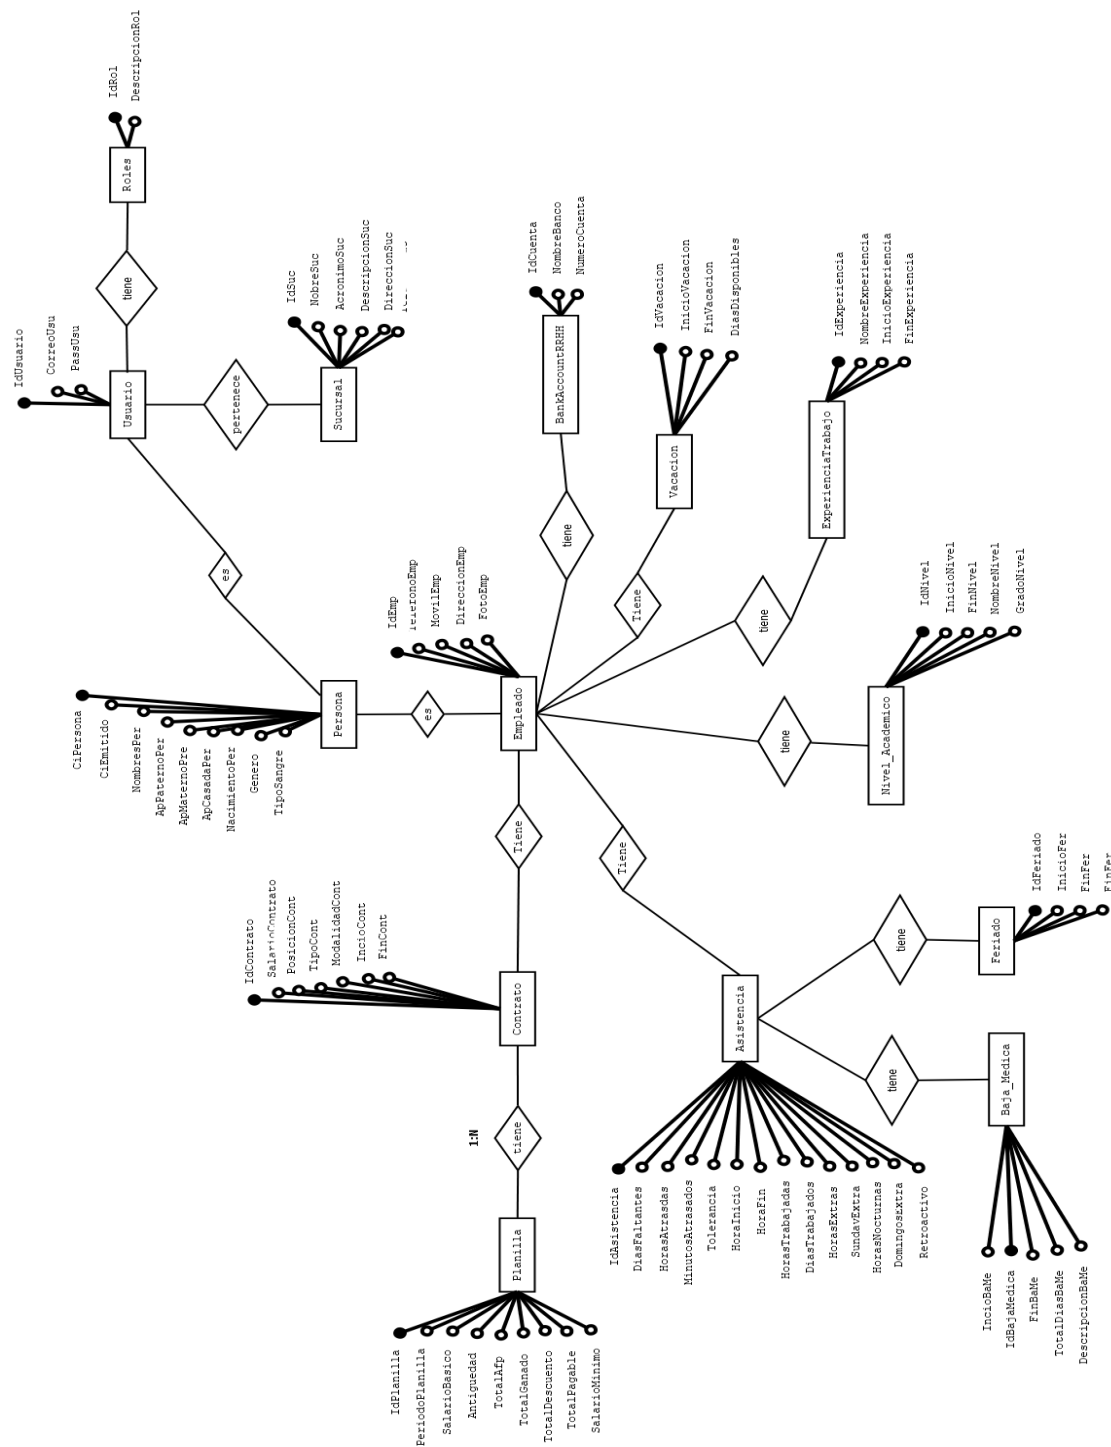 IdRol
DescripcionRol
Roles
tiene
IdUsuario
CorreoUsu
PassUsu
Usuario
pertenece
Sucursal
IdSuc
NobreSuc
AcronimoSuc
DescripcionSuc
DireccionSuc
es
CiPersona
CiEmitido
NombresPer
ApPaternoPer
ApMaternoPre
ApCasadaPer
NacimientoPer
Genero
TipoSangre
Persona
es
IdEmp
TelefonoEmp
MovilEmp
DireccionEmp
FotoEmp
Empleado
tiene
BankAccountRRHH
IdCuenta
NombreBanco
NumeroCuenta
Tiene
Vacacion
IdVacacion
InicioVacacion
FinVacacion
DiasDisponibles
tiene
ExperienciaTrabajo
IdExperiencia
NombreExperiencia
InicioExperiencia
FinExperiencia
tiene
Nivel_Academico
IdNivel
InicioNivel
FinNivel
NombreNivel
GradoNivel
Tiene
Contrato
IdContrato
SalarioContrato
PosicionCont
TipoCont
ModalidadCont
IncioCont
FinCont
1:N
tiene
Planilla
IdPlanilla
PeriodoPlanilla
SalarioBasico
Antiguedad
TotalAfp
TotalGanado
TotalDescuento
TotalPagable
SalarioMinimo
Tiene
Asistencia
IdAsistencia
DiasFaltantes
HorasAtrasdas
MinutosAtrasados
Tolerancia
HoraInicio
HoraFin
HorasTrabajadas
DiasTrabajados
HorasExtras
SundayExtra
HorasNocturnas
DomingosExtra
Retroactivo
tiene
Feriado
IdFeriado
InicioFer
FinFer
FinFer
tiene
Baja_Medica
IncioBaMe
IdBajaMedica
FinBaMe
TotalDiasBaMe
DescripcionBaMe